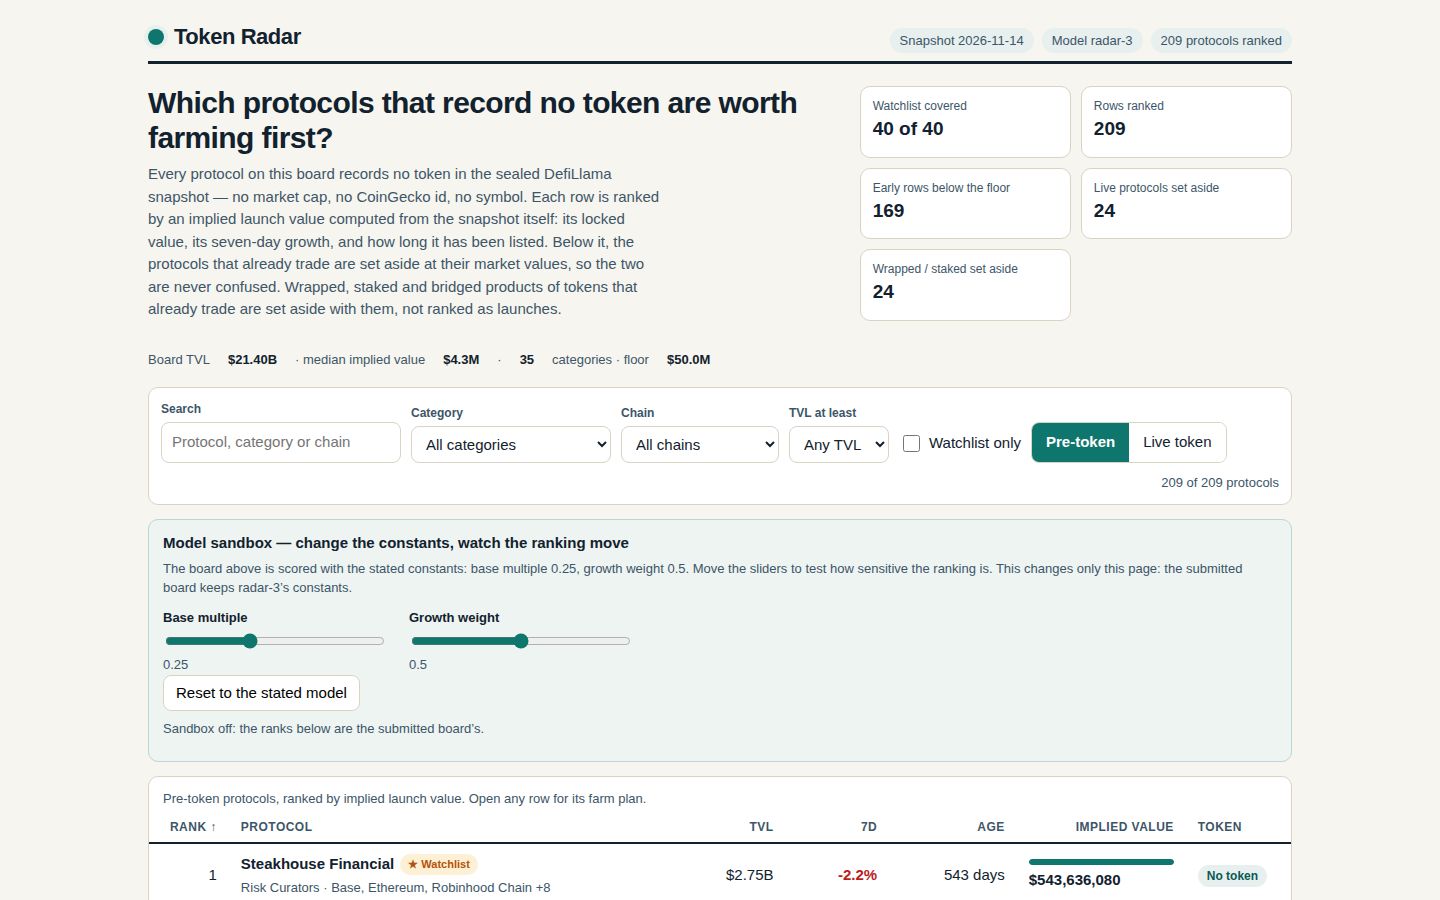 Token Radar
Snapshot 2026-11-14
Model radar-3
209 protocols ranked
Which protocols that record no token are worth
farming first?
Every protocol on this board records no token in the sealed DefiLlama
snapshot — no market cap, no CoinGecko id, no symbol. Each row is ranked
by an implied launch value computed from the snapshot itself: its locked
value, its seven-day growth, and how long it has been listed. Below it, the
protocols that already trade are set aside at their market values, so the two
are never confused. Wrapped, staked and bridged products of tokens that
already trade are set aside with them, not ranked as launches.
Watchlist covered
40 of 40
Rows ranked
209
Early rows below the floor
169
Live protocols set aside
24
Wrapped / staked set aside
24
Board TVL $21.40B · median implied value $4.3M · 35 categories · floor $50.0M
Search
Protocol, category or chain
Category
All categories
Chain
All chains
TVL at least
Any TVL
Watchlist only
Pre-token
Live token
209 of 209 protocols
Model sandbox — change the constants, watch the ranking move
The board above is scored with the stated constants: base multiple 0.25, growth weight 0.5. Move the sliders to test how sensitive the ranking is. This changes only this page: the submitted
board keeps radar-3’s constants.
Base multiple
0.25
Growth weight
0.5
Reset to the stated model
Sandbox off: the ranks below are the submitted board’s.
Pre-token protocols, ranked by implied launch value. Open any row for its farm plan.
RANK ↑ PROTOCOL TVL 7D AGE IMPLIED VALUE TOKEN
1 Steakhouse Financial ★ Watchlist $2.75B -2.2% 543 days $543,636,080 No token
Risk Curators · Base, Ethereum, Robinhood Chain +8